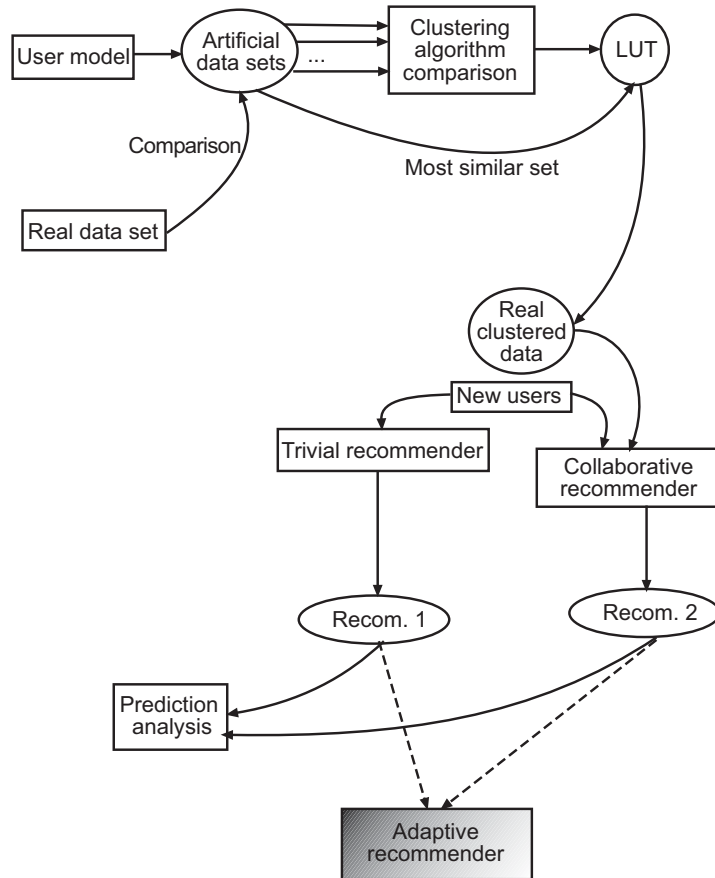 User model
Artificial
data sets
...
Clustering
algorithm
comparison
LUT
Comparison
Most similar set
Real data set
Real
clustered
data
New users
Trivial recommender
Collaborative
recommender
Recom. 1
Recom. 2
Prediction
analysis
Adaptive
recommender